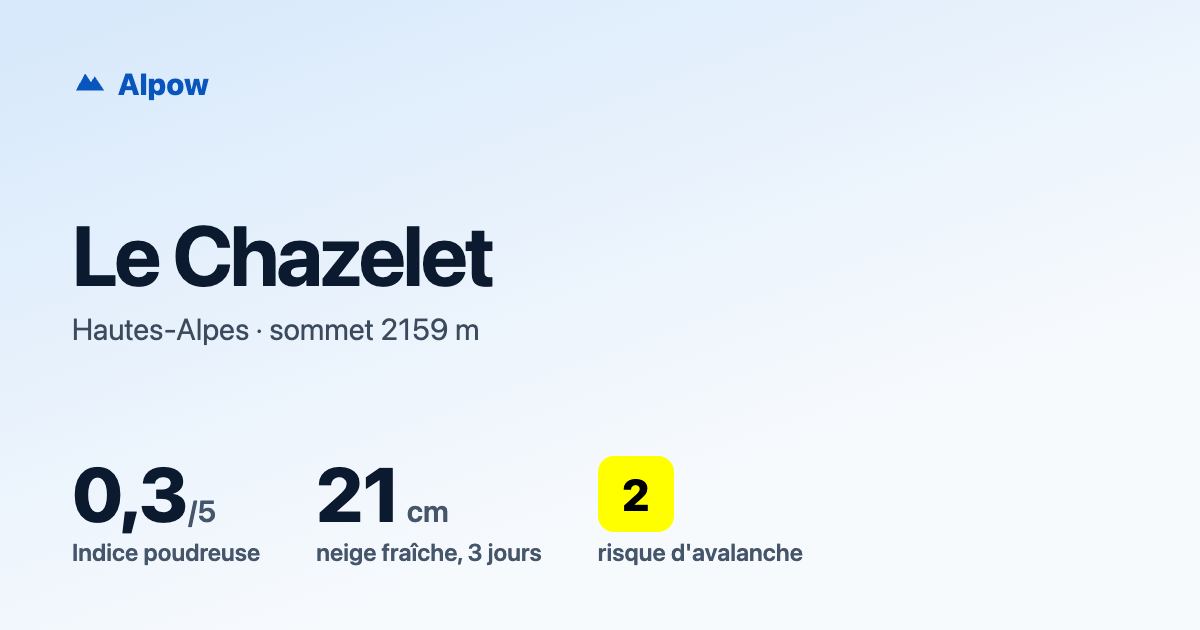 Alpow
Le Chazelet
Hautes-Alpes · sommet 2159 m
0,3/5
Indice poudreuse
21 cm
neige fraîche, 3 jours
2
risque d'avalanche